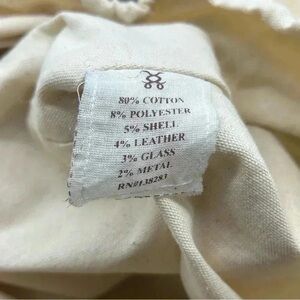 80% COTTON
8% POLYESTER
5% SHELL
4% LEATHER
3% GLASS
2% METAL
RN#138283